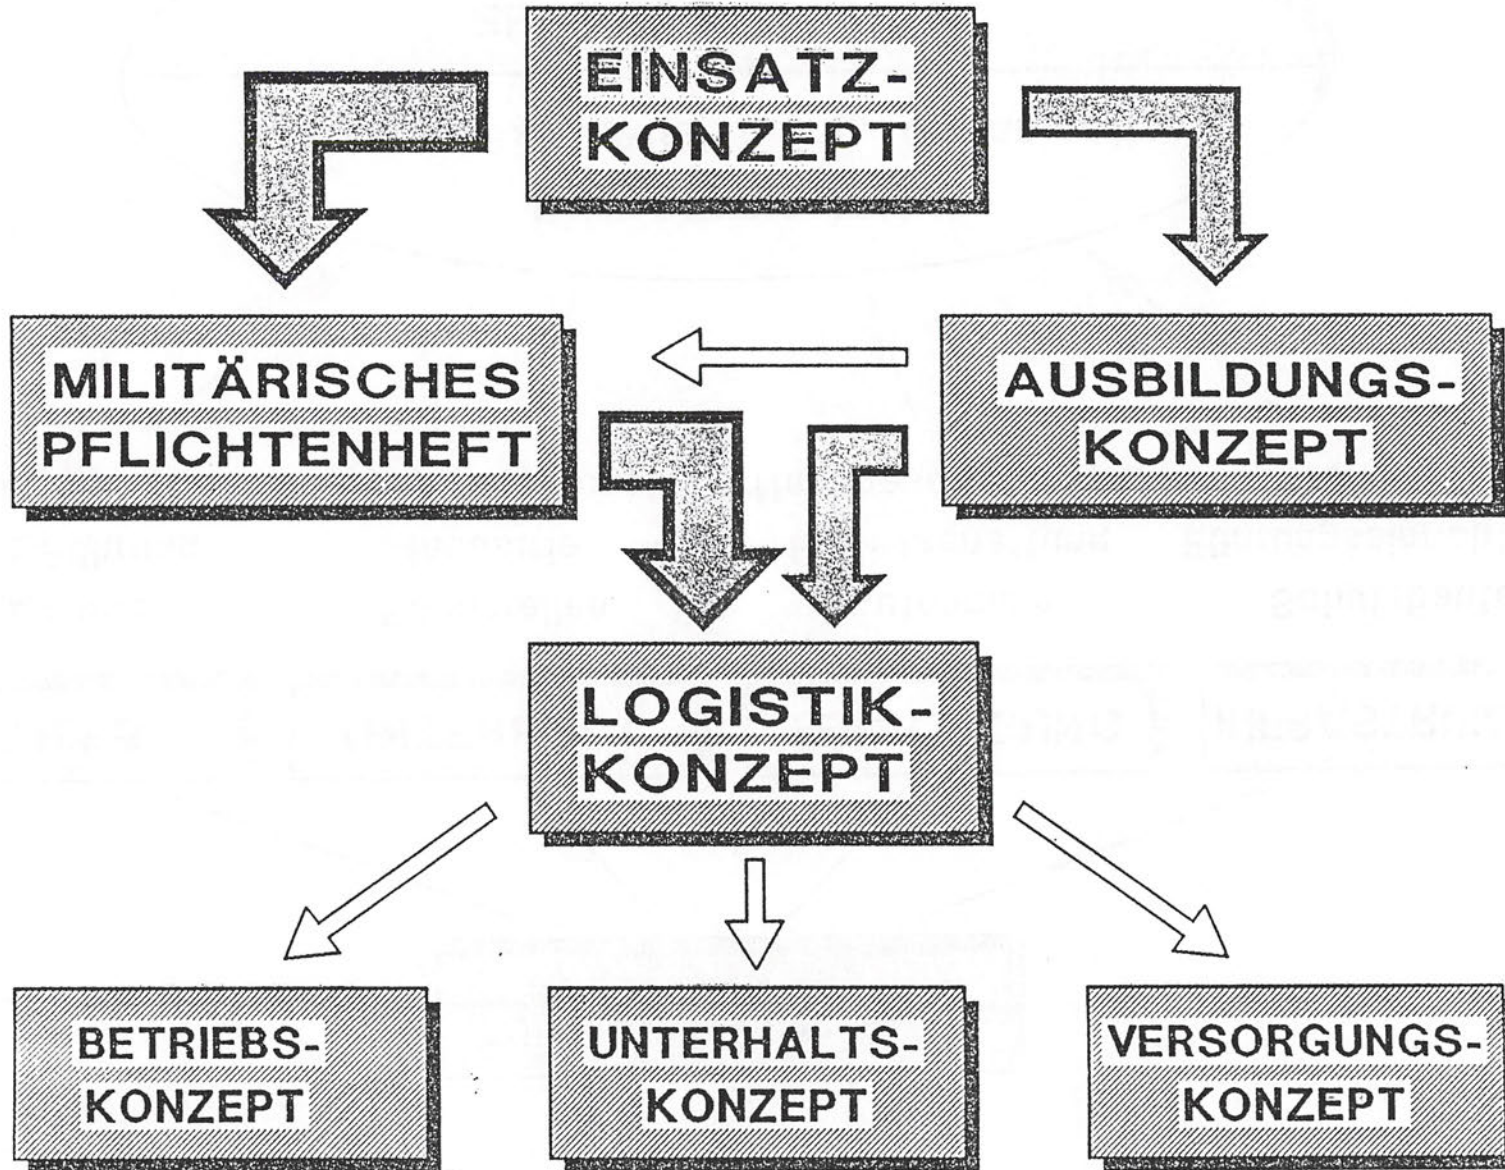 EINSATZ-
KONZEPT
MILITÄRISCHES
PFLICHTENHEFT
AUSBILDUNGS-
KONZEPT
LOGISTIK-
KONZEPT
BETRIEBS-
KONZEPT
UNTERHALTS-
KONZEPT
VERSORGUNGS-
KONZEPT